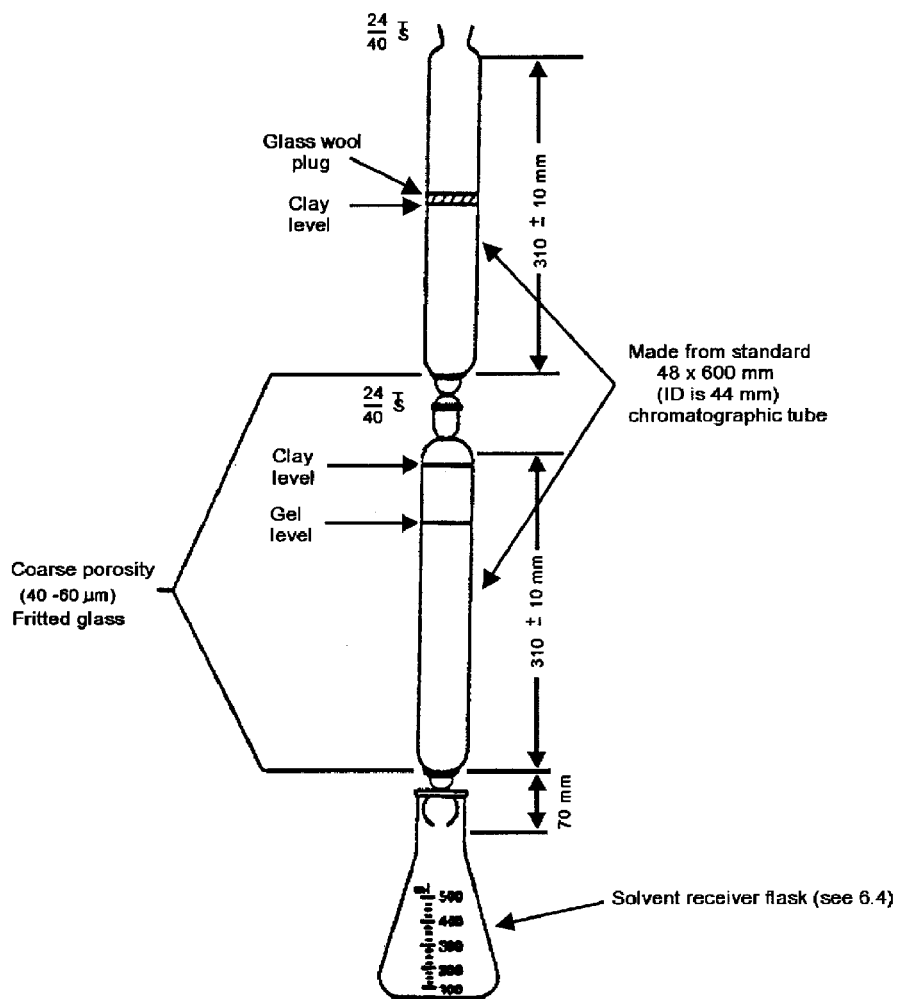 24
40 T
S
Glass wool
plug
Clay
level
310 ± 10 mm
Made from standard
48 x 600 mm
(ID is 44 mm)
chromatographic tube
24
40 T
S
Clay
level
Gel
level
Coarse porosity
(40 -60 µm)
Fritted glass
310 ± 10 mm
70 mm
Solvent receiver flask (see 6.4)
500
400
300
200
100